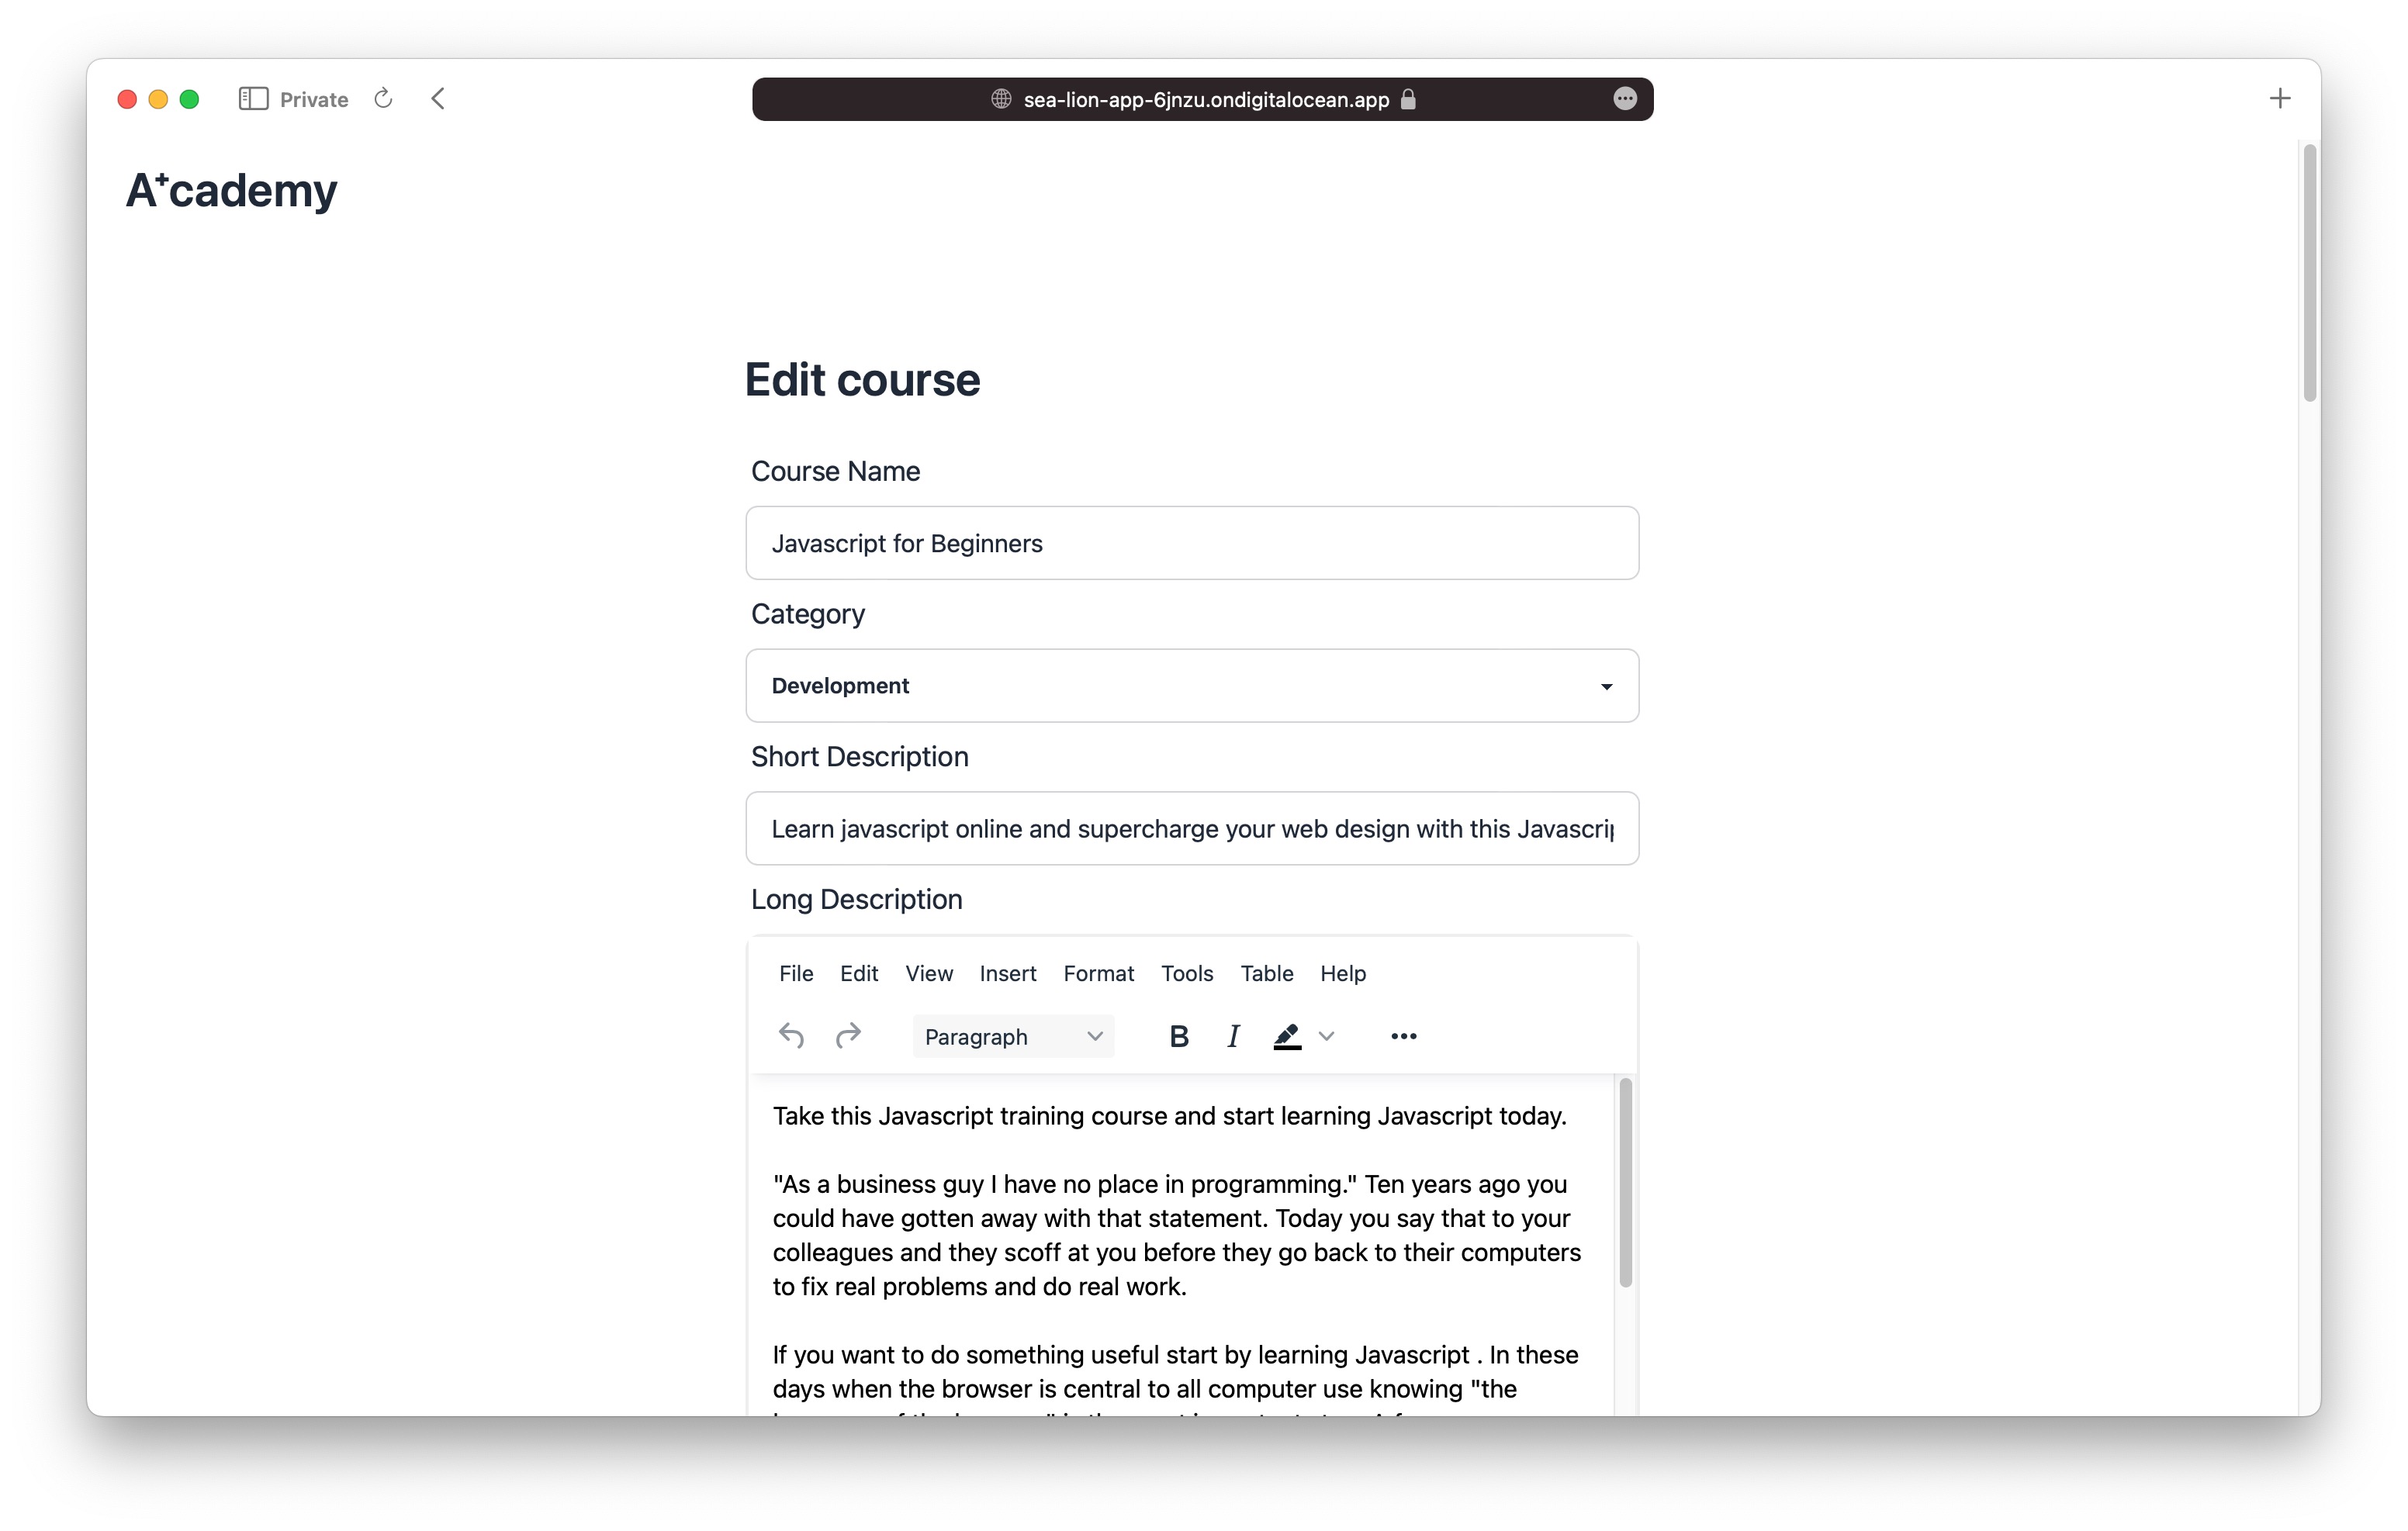 Private
sea-lion-app-6jnzu.ondigitalocean.app
A+cademy
Edit course
Course Name
Javascript for Beginners
Category
Development
Short Description
Learn javascript online and supercharge your web design with this Javascrip
Long Description
File Edit View Insert Format Tools Table Help
Paragraph B I
Take this Javascript training course and start learning Javascript today.
"As a business guy I have no place in programming." Ten years ago you
could have gotten away with that statement. Today you say that to your
colleagues and they scoff at you before they go back to their computers
to fix real problems and do real work.
If you want to do something useful start by learning Javascript . In these
days when the browser is central to all computer use knowing "the